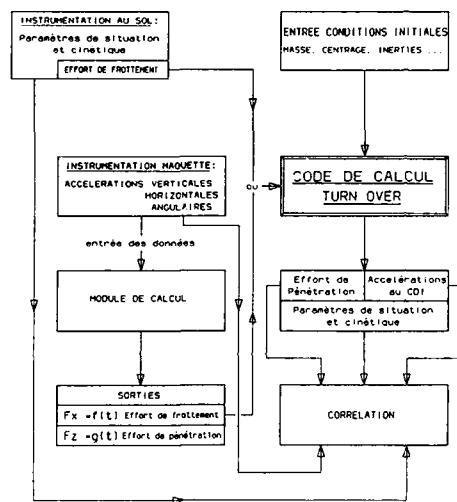 INSTRUMENTATION AU SOL:
Paramètres de situation
et cinétique
EFFORT DE FROTTEMENT
ENTREE CONDITIONS INITIALES
MASSE. CENTRAGE. INERTIES ...
INSTRUMENTATION MAQUETTE:
ACCELERATIONS VERTICALES
HORIZONTALES
ANGULAIRES
OU
CODE DE CALCUL
TURN OVER
entrée des données
MODULE DE CALCUL
Effort de
Pénétration
Accélérations
au CDI
Paramètres de situation
et cinétique
SORTIES
Fx =f(t) Effort de frottement
Fz =g(t) Effort de pénétration
CORRELATION